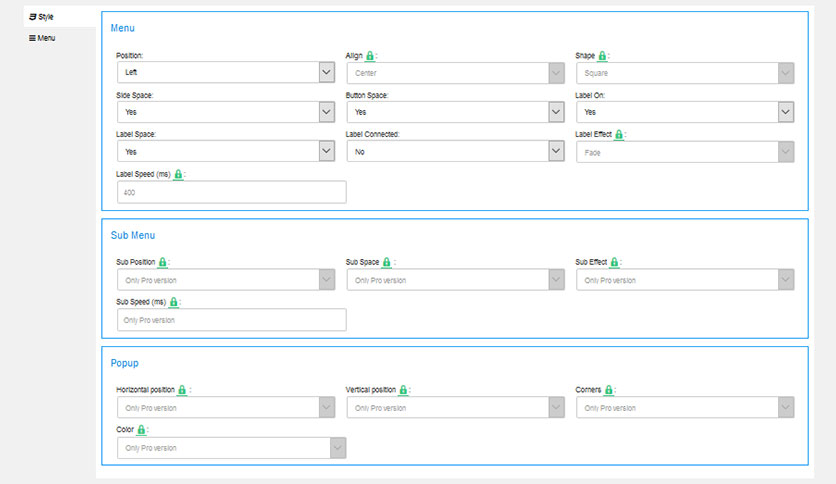 Style
Menu
Menu
Position: Align : Shape :
Left Center Square
Side Space: Button Space: Label On:
Yes Yes Yes
Label Space: Label Connected: Label Effect :
Yes No Fade
Label Speed (ms) :
400
Sub Menu
Sub Position : Sub Space : Sub Effect :
Only Pro version Only Pro version Only Pro version
Sub Speed (ms) :
Only Pro version
Popup
Horizontal position : Vertical position : Corners :
Only Pro version Only Pro version Only Pro version
Color :
Only Pro version